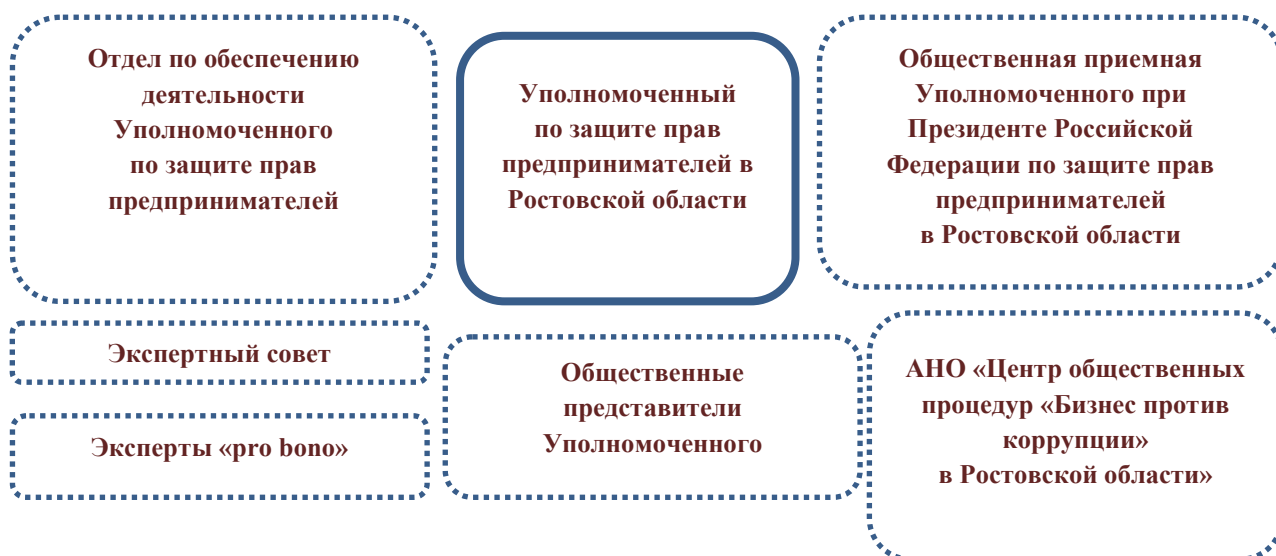 Отдел по обеспечению
деятельности
Уполномоченного
по защите прав
предпринимателей
Уполномоченный
по защите прав
предпринимателей в
Ростовской области
Общественная приемная
Уполномоченного при
Президенте Российской
Федерации по защите прав
предпринимателей
в Ростовской области
Экспертный совет
Эксперты «pro bono»
Общественные
представители
Уполномоченного
АНО «Центр общественных
процедур «Бизнес против
коррупции»
в Ростовской области»